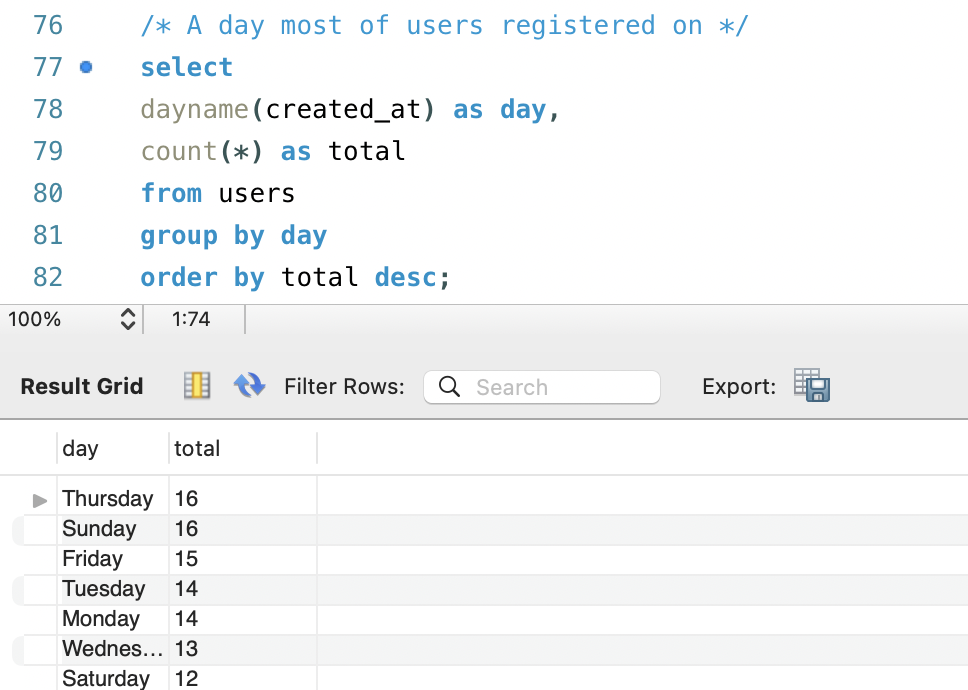 76 /* A day most of users registered on */
77 select
78 dayname(created_at) as day,
79 count(*) as total
80 from users
81 group by day
82 order by total desc;
100% 1:74
Result Grid Filter Rows: Search Export:
day total
Thursday 16
Sunday 16
Friday 15
Tuesday 14
Monday 14
Wednes... 13
Saturday 12